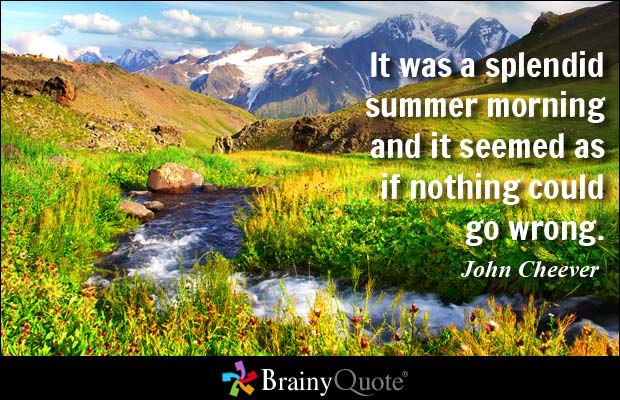 It was a splendid
summer morning
and it seemed as
if nothing could
go wrong.
John Cheever
BrainyQuote®